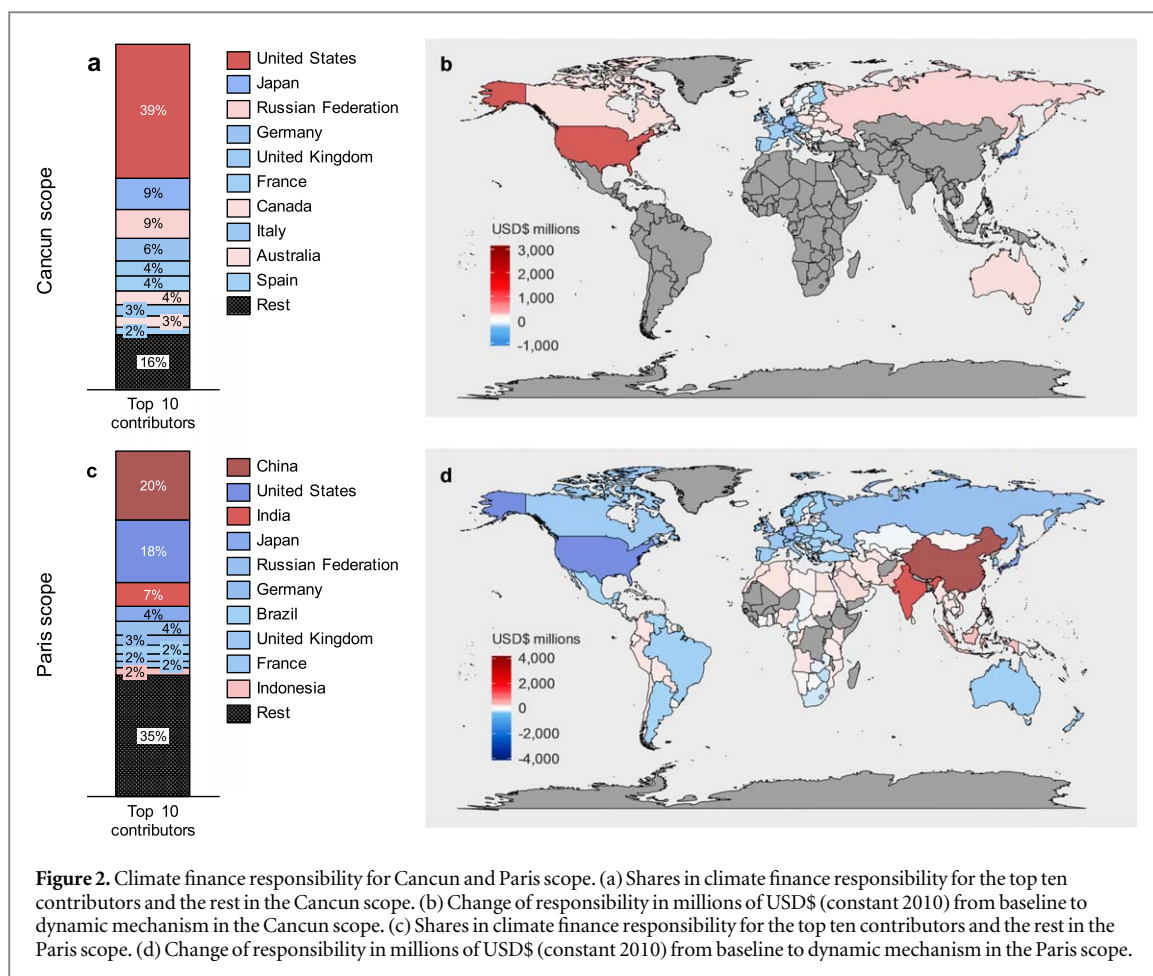 a
39%
9%
9%
6%
4%
4%
4%
3%
3%
2%
16%
Cancun scope
Top 10
contributors
United States
Japan
Russian Federation
Germany
United Kingdom
France
Canada
Italy
Australia
Spain
Rest
b
USD$ millions
3,000
2,000
1,000
0
-1,000
c
20%
18%
7%
4%
4%
3%
2%
2%
2%
2%
35%
Paris scope
Top 10
contributors
China
United States
India
Japan
Russian Federation
Germany
Brazil
United Kingdom
France
Indonesia
Rest
d
USD$ millions
4,000
2,000
0
-2,000
-4,000
Figure 2. Climate finance responsibility for Cancun and Paris scope. (a) Shares in climate finance responsibility for the top ten
contributors and the rest in the Cancun scope. (b) Change of responsibility in millions of USD$ (constant 2010) from baseline to
dynamic mechanism in the Cancun scope. (c) Shares in climate finance responsibility for the top ten contributors and the rest in the
Paris scope. (d) Change of responsibility in millions of USD$ (constant 2010) from baseline to dynamic mechanism in the Paris scope.